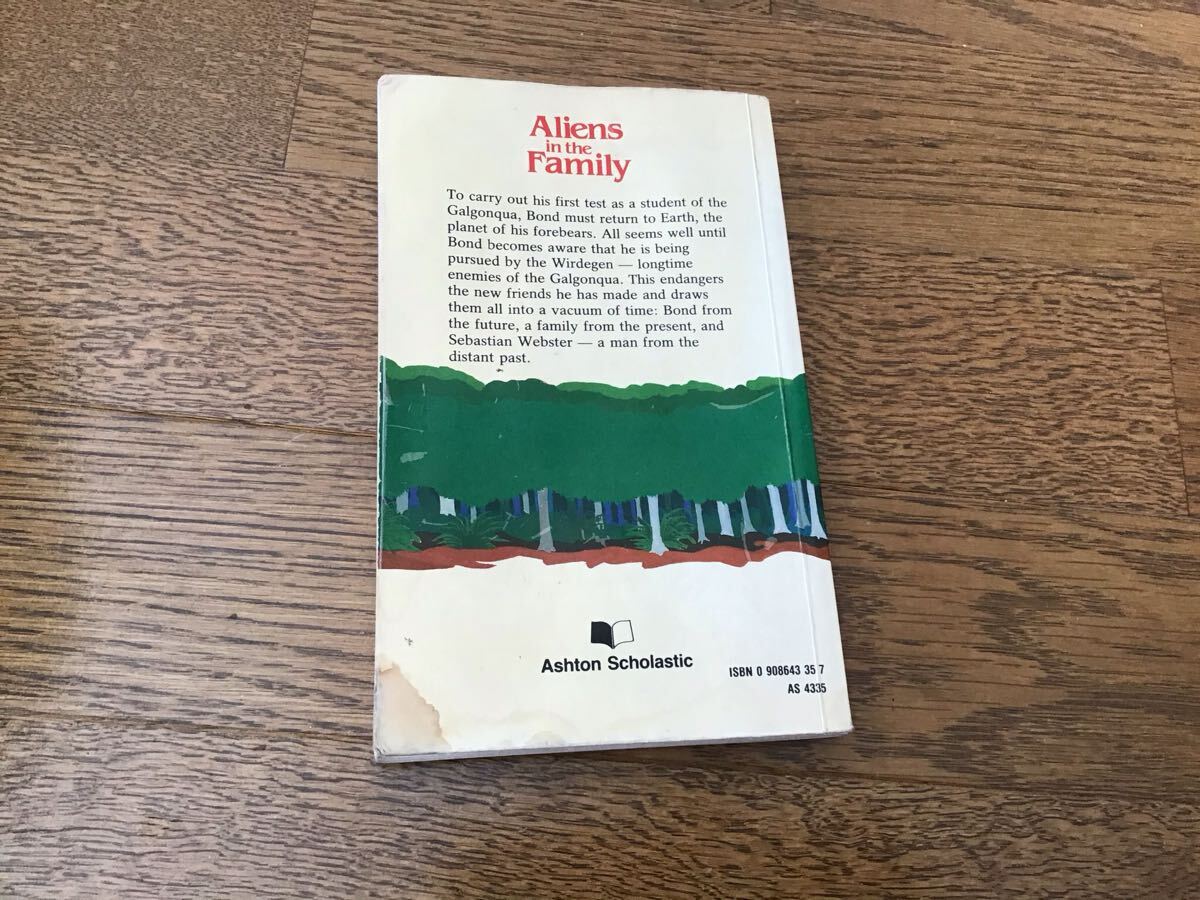 Aliens
in the
Family
To carry out his first test as a student of the
Galgonqua, Bond must return to Earth, the
planet of his forebears. All seems well until
Bond becomes aware that he is being
pursued by the Wirdegen — longtime
enemies of the Galgonqua. This endangers
the new friends he has made and draws
them all into a vacuum of time: Bond from
the future, a family from the present, and
Sebastian Webster — a man from the
distant past.
Ashton Scholastic
ISBN 0 908643 35 7
AS 4335